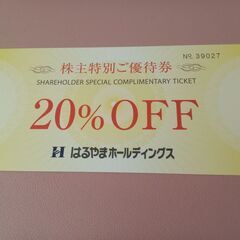 No. 39027
株主特別ご優待券
SHAREHOLDER SPECIAL COMPLIMENTARY TICKET
20% OFF
はるやまホールディングス